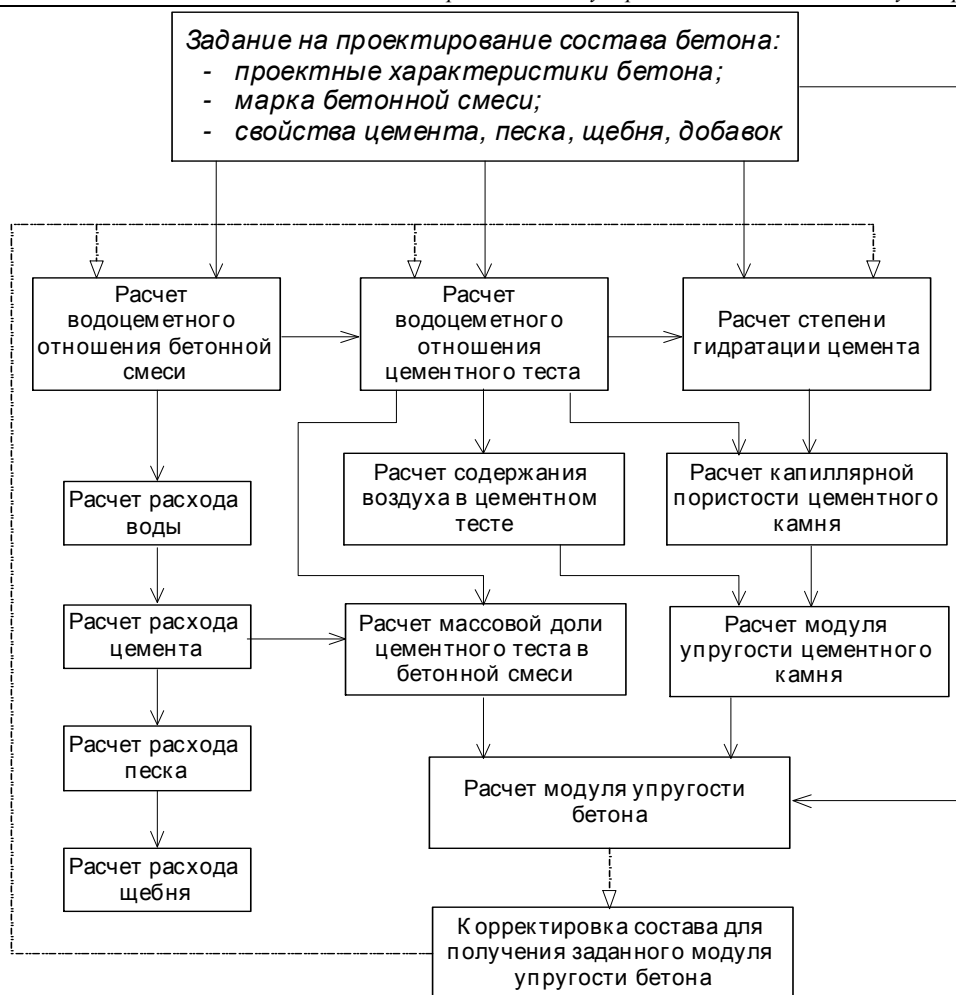 Задание на проектирование состава бетона:
- проектные характеристики бетона;
- марка бетонной смеси;
- свойства цемента, песка, щебня, добавок
Расчет
водоцеметного
отношения бетонной
смеси
Расчет
водоцеметного
отношения
цементного теста
Расчет степени
гидратации цемента
Расчет содержания
воздуха в цементном
тесте
Расчет капиллярной
пористости цементного
камня
Расчет расхода
воды
Расчет расхода
цемента
Расчет массовой доли
цементного теста в
бетонной смеси
Расчет модуля
упругости цементного
камня
Расчет расхода
песка
Расчет модуля упругости
бетона
Расчет расхода
щебня
Корректировка состава для
получения заданного модуля
упругости бетона